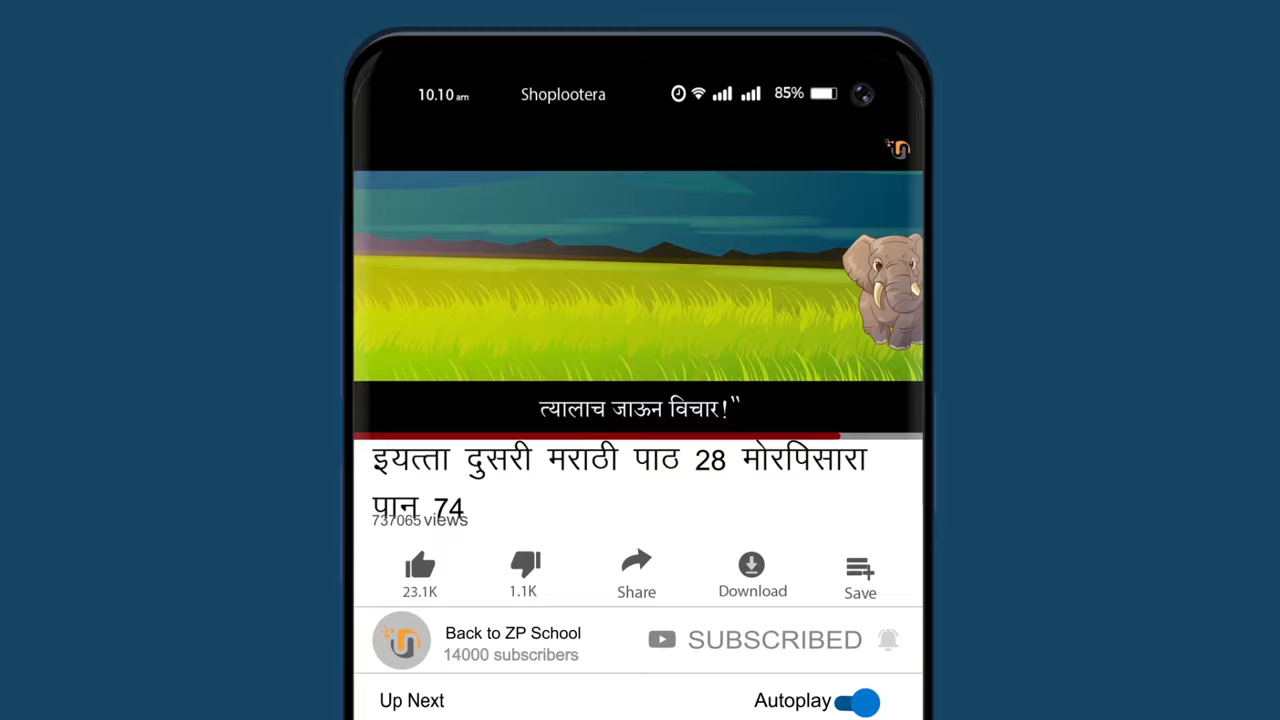 10.10 am Shoplootera 85%
त्यालाच जाऊन विचार!"
इयत्ता दुसरी मराठी पाठ 28 मोरपिसारा
पान 74
737065 views
23.1K 1.1K Share Download Save
Back to ZP School SUBSCRIBED
14000 subscribers
Up Next Autoplay